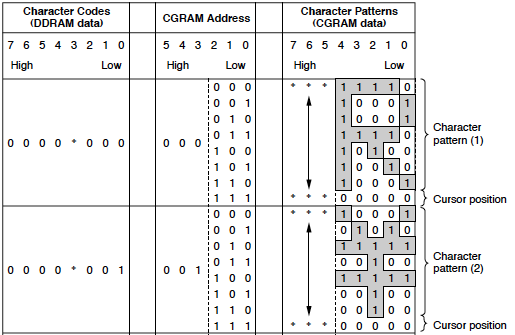 Character Codes (DDRAM data) CGRAM Address Character Patterns (CGRAM data)
7 6 5 4 3 2 1 0 5 4 3 2 1 0 7 6 5 4 3 2 1 0
High Low High Low High Low
0 0 0 * * * 1 1 1 1 0
0 0 1 1 0 0 0 1
0 1 0 1 0 0 0 1
0 0 0 0 * 0 0 0 0 0 0 0 1 1 1 1 1 1 0 Character pattern (1)
1 0 0 1 0 1 0 0
1 0 1 1 0 0 1 0
1 1 0 1 0 0 0 1
1 1 1 * * * 0 0 0 0 0 Cursor position
0 0 0 * * * 1 0 0 0 1
0 0 1 0 1 0 1 0
0 1 0 1 1 1 1 1
0 0 0 0 * 0 0 1 0 0 1 0 1 1 0 0 1 0 0 Character pattern (2)
1 0 0 1 1 1 1 1
1 0 1 0 0 1 0 0
1 1 0 0 0 1 0 0
1 1 1 * * * 0 0 0 0 0 Cursor position